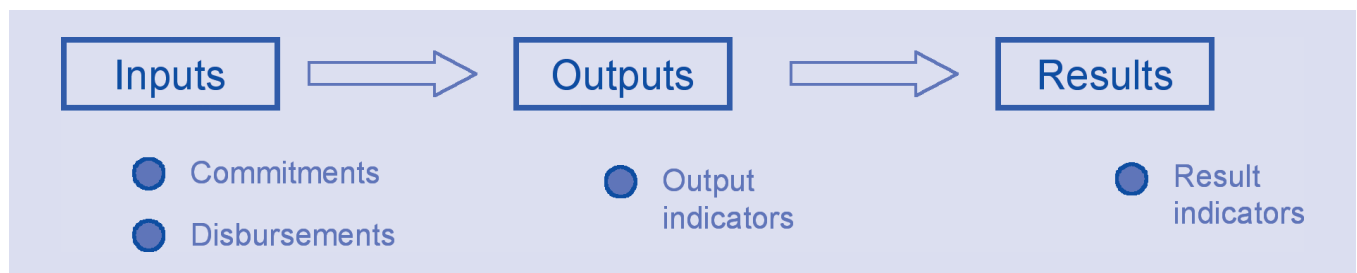 Inputs
Outputs
Results
Commitments
Disbursements
Output
indicators
Result
indicators